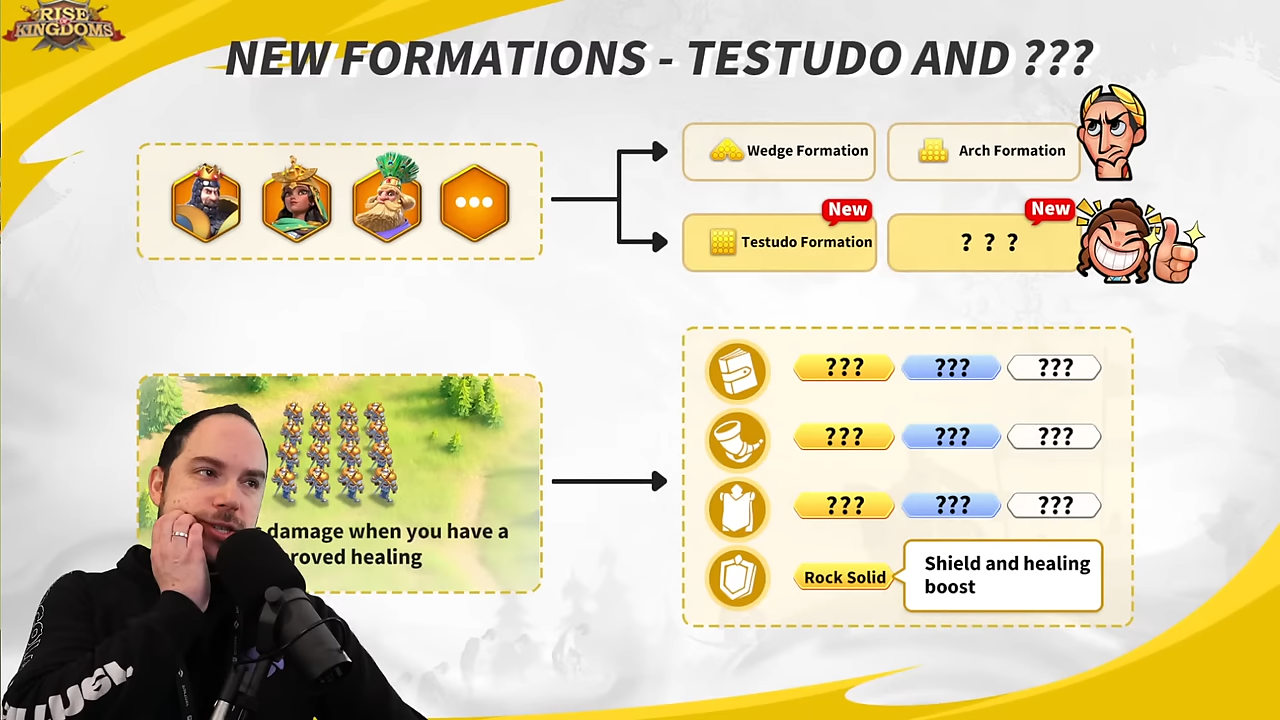 RISE
OF
KINGDOMS
NEW FORMATIONS - TESTUDO AND ???
Wedge Formation
Arch Formation
New
New
Testudo Formation
? ? ?
??? ??? ???
??? ??? ???
damage when you have a
healing
??? ??? ???
Rock Solid
Shield and healing
boost